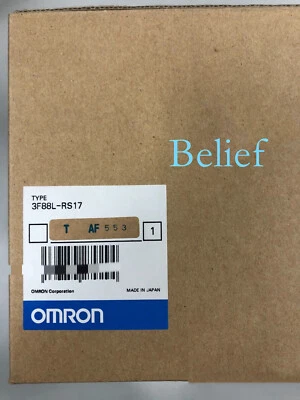 Belief
TYPE
3F88L-RS17
T AF 553 1
OMRON Corporation MADE IN JAPAN
OMRON